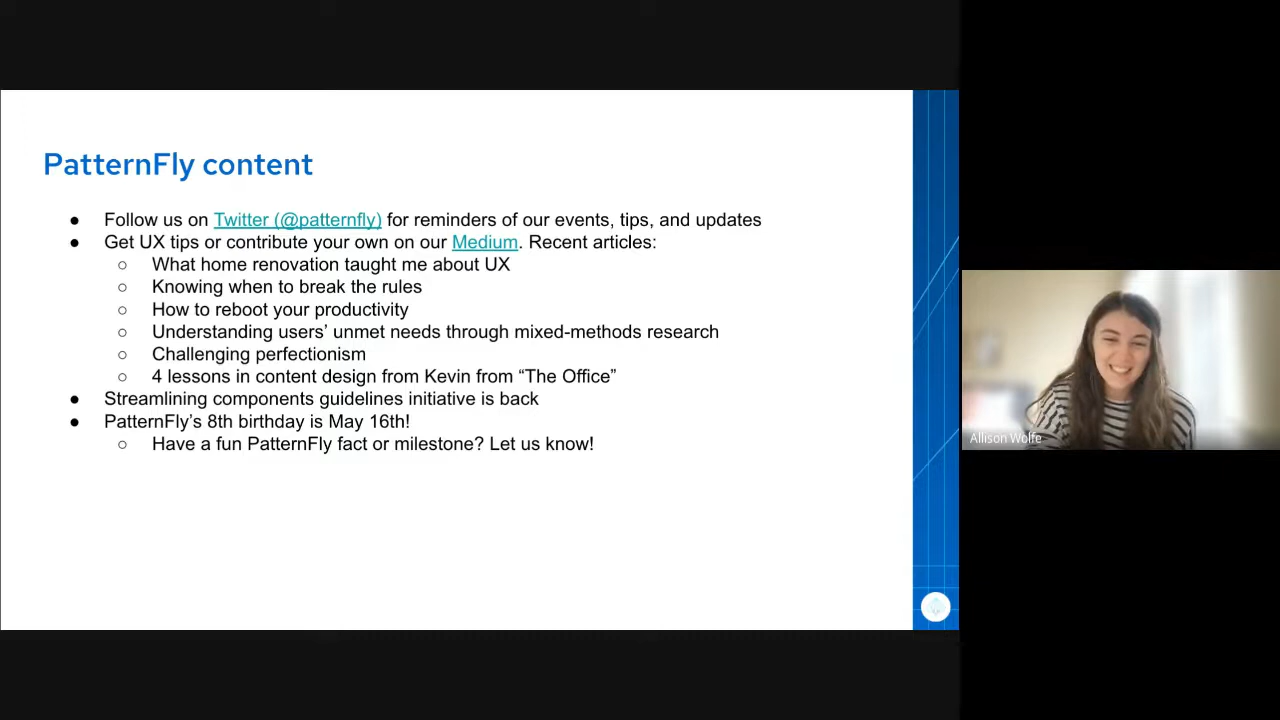 PatternFly content
● Follow us on Twitter (@patternfly) for reminders of our events, tips, and updates
● Get UX tips or contribute your own on our Medium. Recent articles:
○ What home renovation taught me about UX
○ Knowing when to break the rules
○ How to reboot your productivity
○ Understanding users’ unmet needs through mixed-methods research
○ Challenging perfectionism
○ 4 lessons in content design from Kevin from “The Office”
● Streamlining components guidelines initiative is back
● PatternFly’s 8th birthday is May 16th!
○ Have a fun PatternFly fact or milestone? Let us know!
Allison Wolfe